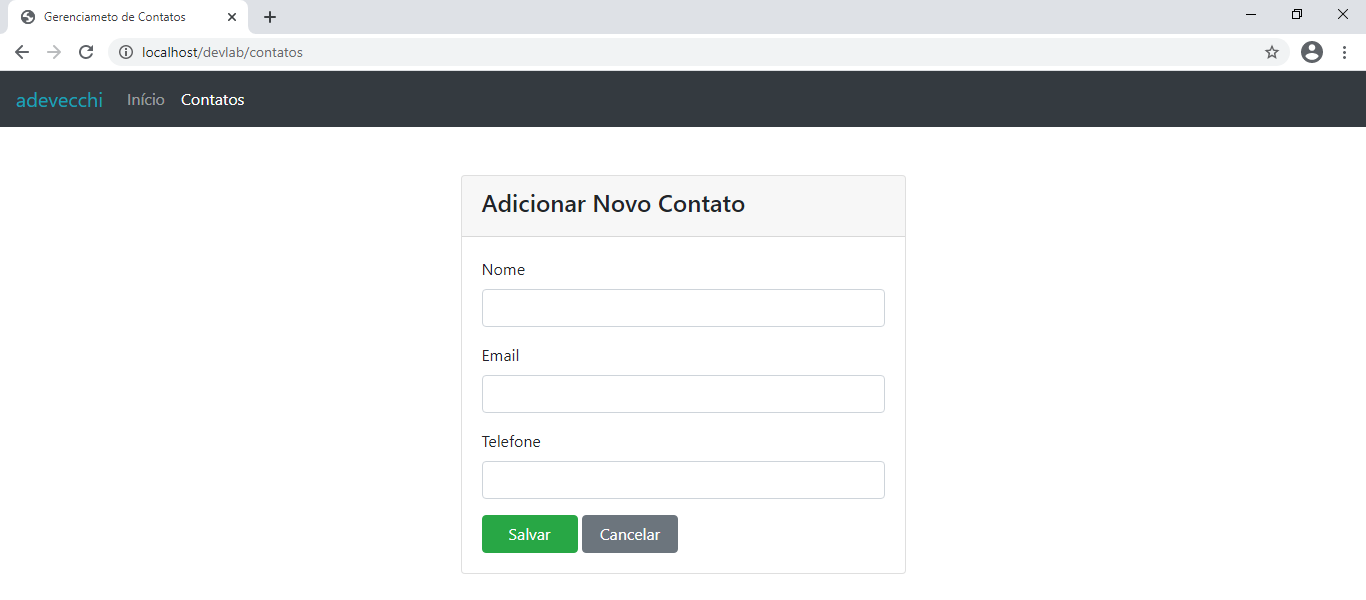 Gerenciameto de Contatos
localhost/devlab/contatos
adevecchi Início Contatos
Adicionar Novo Contato
Nome
Email
Telefone
Salvar Cancelar